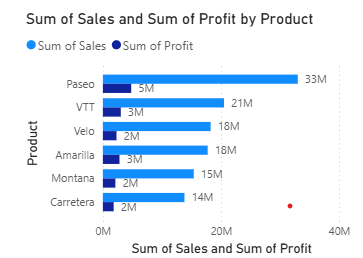 Sum of Sales and Sum of Profit by Product
Sum of Sales Sum of Profit
Product
Paseo 33M
5M
VTT 21M
3M
Velo 18M
2M
Amarilla 18M
3M
Montana 15M
2M
Carretera 14M
2M
0M 20M 40M
Sum of Sales and Sum of Profit